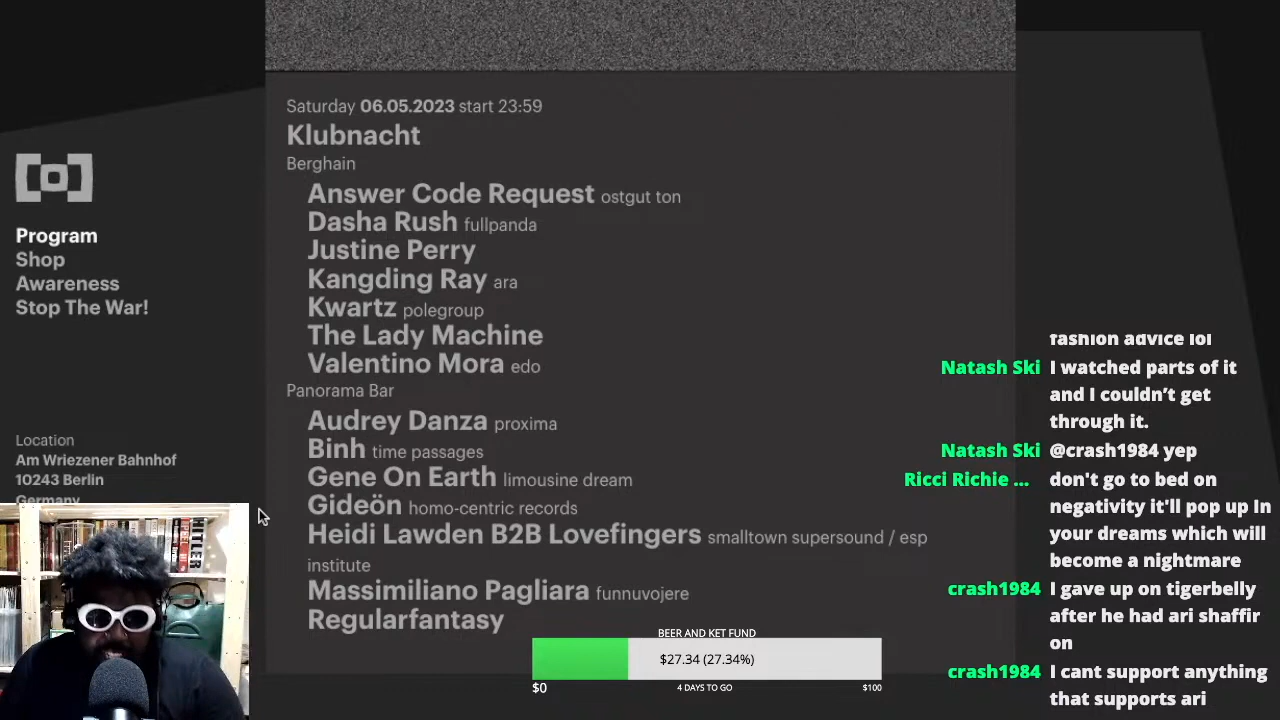 Saturday 06.05.2023 start 23:59
Klubnacht
Berghain
Answer Code Request ostgut ton
Dasha Rush fullpanda
Justine Perry
Kangding Ray ara
Kwartz polegroup
The Lady Machine
Valentino Mora edo
Panorama Bar
Audrey Danza proxima
Binh time passages
Gene On Earth limousine dream
Gideön homo-centric records
Heidi Lawden B2B Lovefingers smalltown supersound / esp
institute
Massimiliano Pagliara funnuvojere
Regularfantasy
Program
Shop
Awareness
Stop The War!
Location
Am Wriezener Bahnhof
10243 Berlin
Germany
fashion advice lol
Natash Ski I watched parts of it
and I couldn’t get
through it.
Natash Ski @crash1984 yep
Ricci Richie ... don't go to bed on
negativity it'll pop up In
your dreams which will
become a nightmare
crash1984 I gave up on tigerbelly
after he had ari shaffir
on
crash1984 I cant support anything
that supports ari
BEER AND KET FUND
$27.34 (27.34%)
$0 4 DAYS TO GO $100